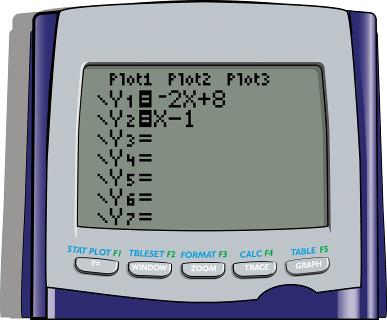 Plot1 Plot2 Plot3
\Y1=-2X+8
\Y2=X-1
\Y3=
\Y4=
\Y5=
\Y6=
\Y7=
STAT PLOT F1 TBLSET F2 FORMAT F3 CALC F4 TABLE F5
Y= WINDOW ZOOM TRACE GRAPH